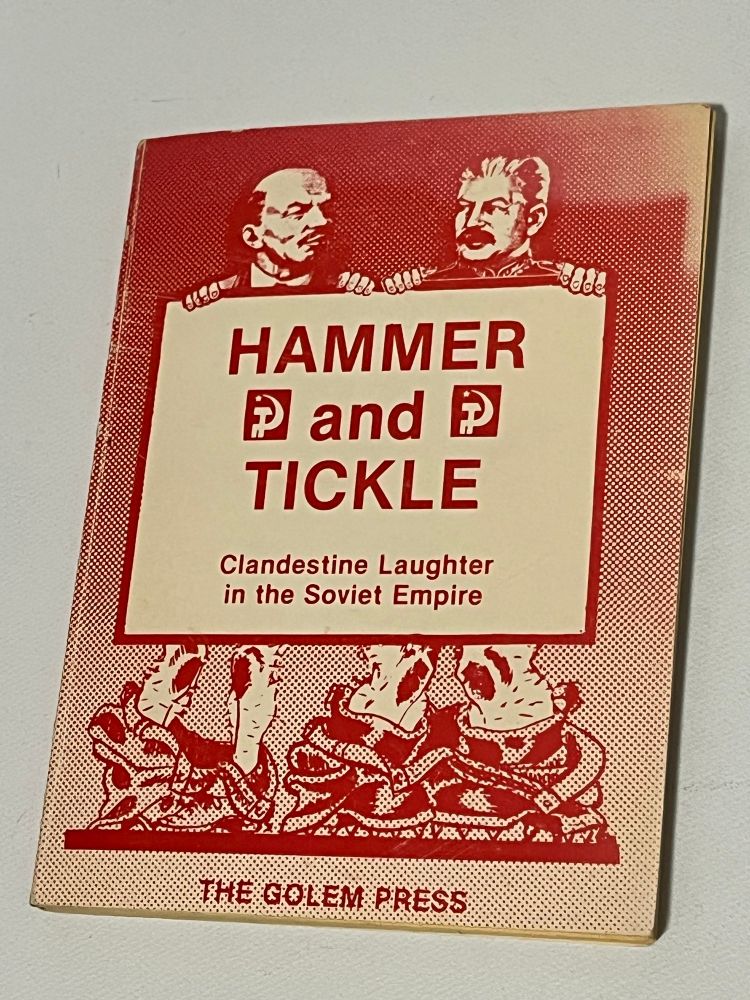 HAMMER
and
TICKLE
Clandestine Laughter
in the Soviet Empire
THE GOLEM PRESS